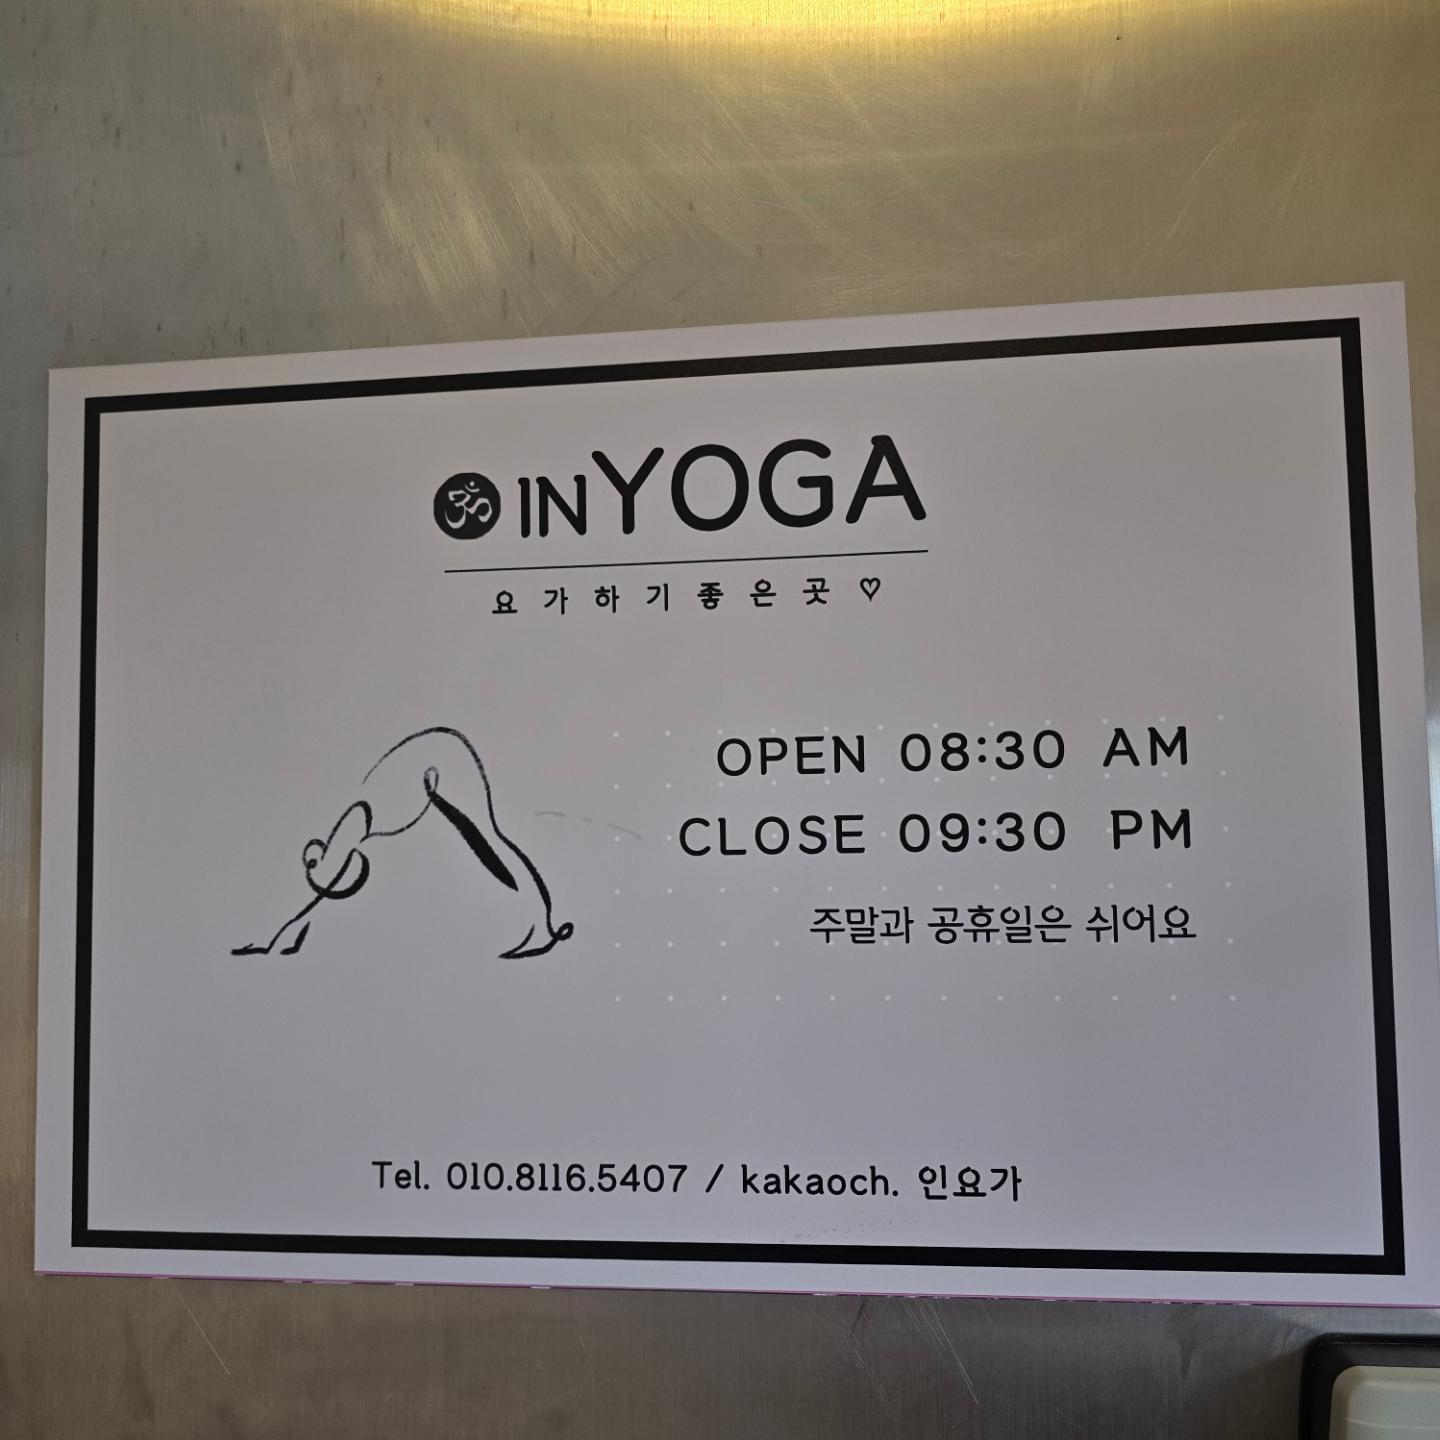 ॐ INYOGA
요가하기좋은곳♡
OPEN 08:30 AM
CLOSE 09:30 PM
주말과 공휴일은 쉬어요
Tel. 010.8116.5407 / kakaoch. 인요가